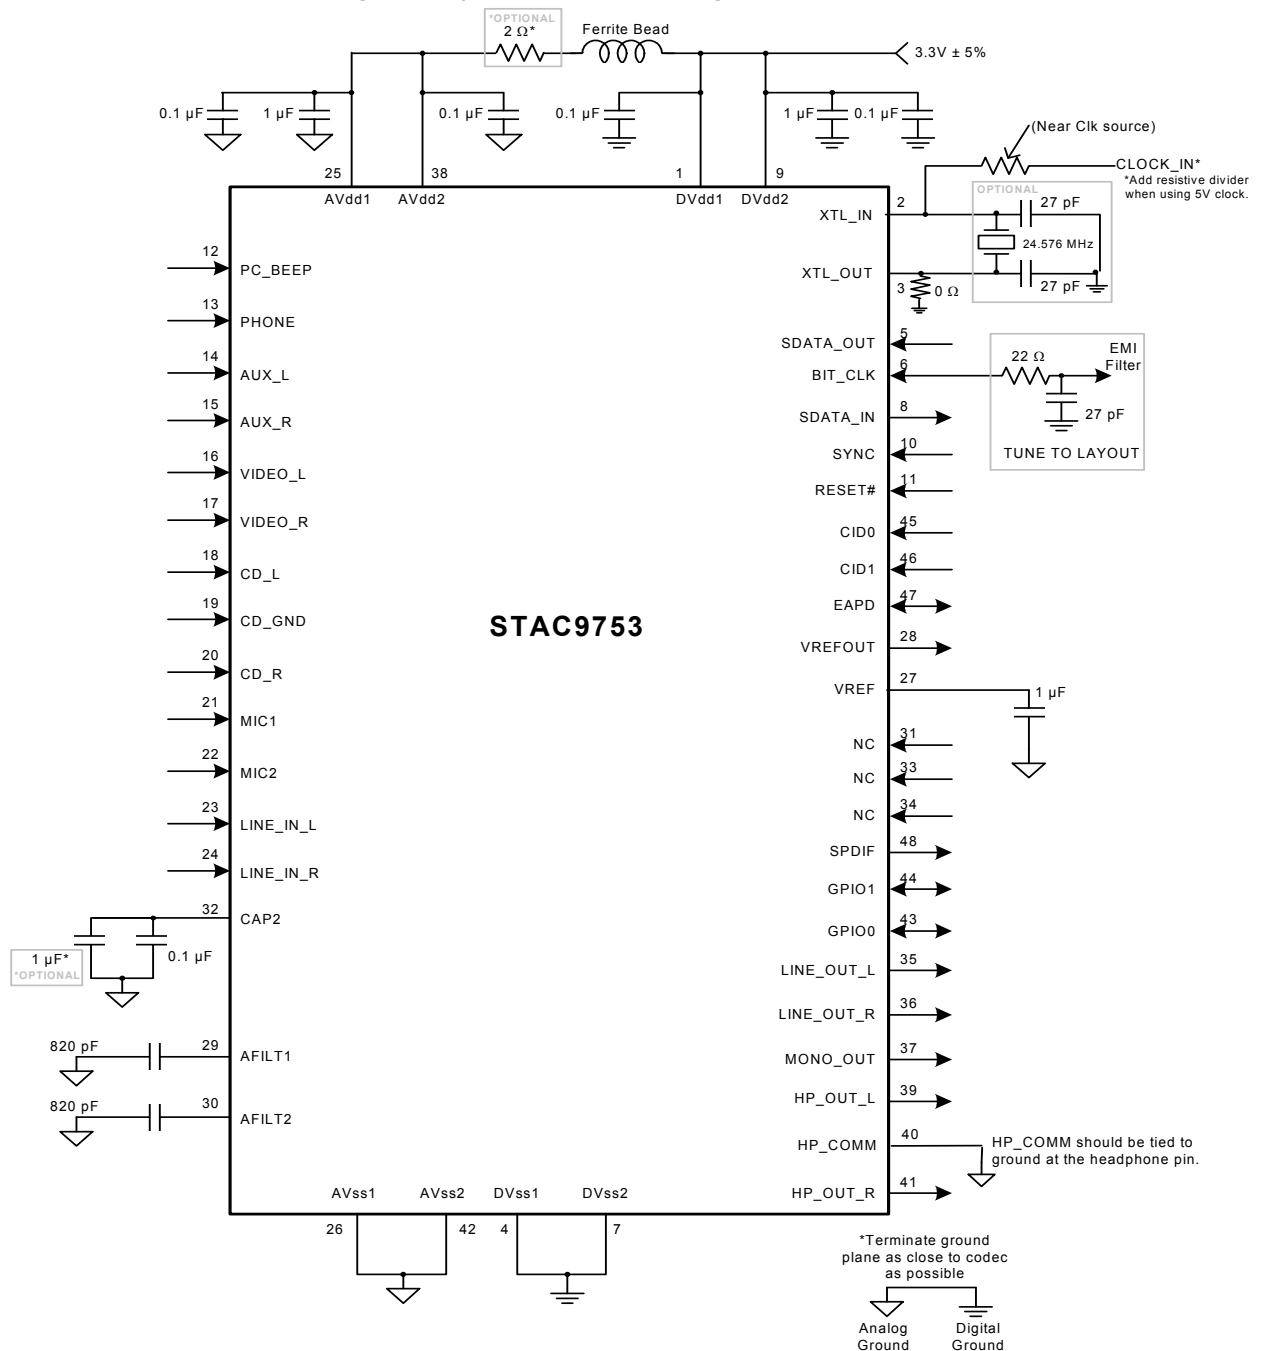 *OPTIONAL
2 Ω*
Ferrite Bead
3.3V ± 5%
0.1 µF
1 µF
0.1 µF
0.1 µF
1 µF
0.1 µF
(Near Clk source)
CLOCK_IN*
*Add resistive divider
when using 5V clock.
25
38
1
9
AVdd1
AVdd2
DVdd1
DVdd2
12
PC_BEEP
13
PHONE
14
AUX_L
15
AUX_R
16
VIDEO_L
17
VIDEO_R
18
CD_L
19
CD_GND
20
CD_R
21
MIC1
22
MIC2
23
LINE_IN_L
24
LINE_IN_R
32
CAP2
1 µF*
*OPTIONAL
0.1 µF
820 pF
29
AFILT1
820 pF
30
AFILT2
STAC9753
XTL_IN
2
OPTIONAL
27 pF
24.576 MHz
27 pF
XTL_OUT
3
0 Ω
SDATA_OUT
5
BIT_CLK
6
22 Ω
EMI
Filter
27 pF
TUNE TO LAYOUT
SDATA_IN
8
SYNC
10
RESET#
11
CID0
45
CID1
46
EAPD
47
VREFOUT
28
VREF
27
1 µF
NC
31
NC
33
NC
34
SPDIF
48
GPIO1
44
GPIO0
43
LINE_OUT_L
35
LINE_OUT_R
36
MONO_OUT
37
HP_OUT_L
39
HP_COMM
40
HP_COMM should be tied to
ground at the headphone pin.
HP_OUT_R
41
AVss1
AVss2
DVss1
DVss2
26
42
4
7
*Terminate ground
plane as close to codec
as possible
Analog
Ground
Digital
Ground